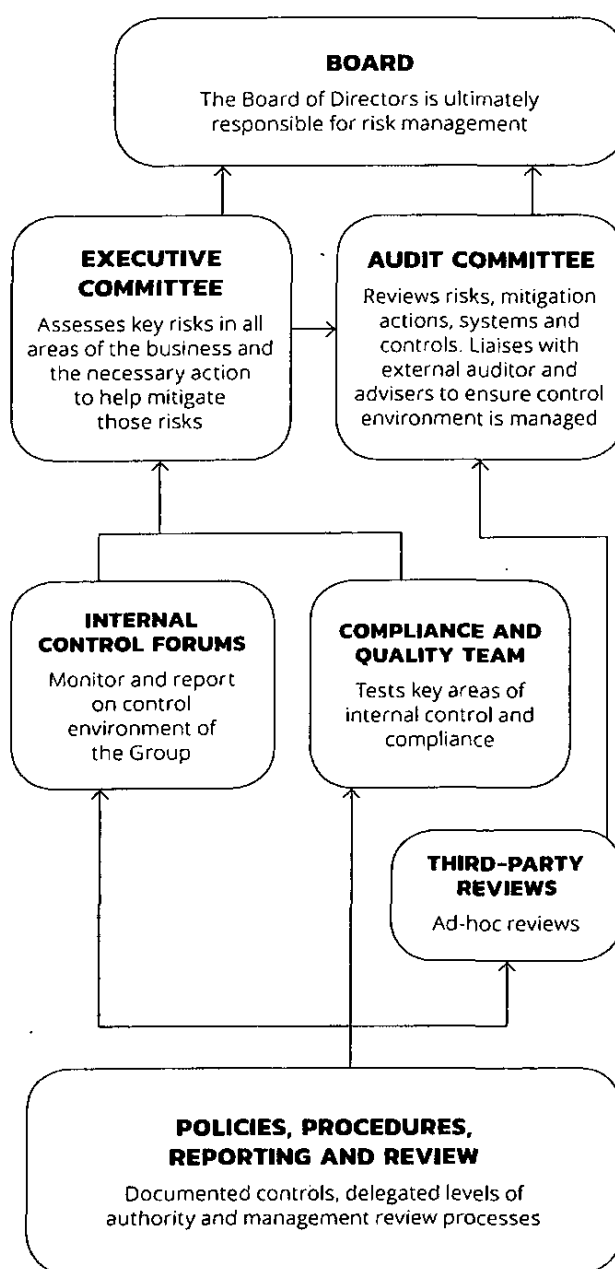 BOARD
The Board of Directors is ultimately
responsible for risk management
EXECUTIVE
COMMITTEE
Assesses key risks in all
areas of the business and
the necessary action
to help mitigate
those risks
AUDIT COMMITTEE
Reviews risks, mitigation
actions, systems and
controls. Liaises with
external auditor and
advisers to ensure control
environment is managed
INTERNAL
CONTROL FORUMS
Monitor and report
on control
environment of
the Group
COMPLIANCE AND
QUALITY TEAM
Tests key areas of
internal control and
compliance
THIRD-PARTY
REVIEWS
Ad-hoc reviews
POLICIES, PROCEDURES,
REPORTING AND REVIEW
Documented controls, delegated levels of
authority and management review processes